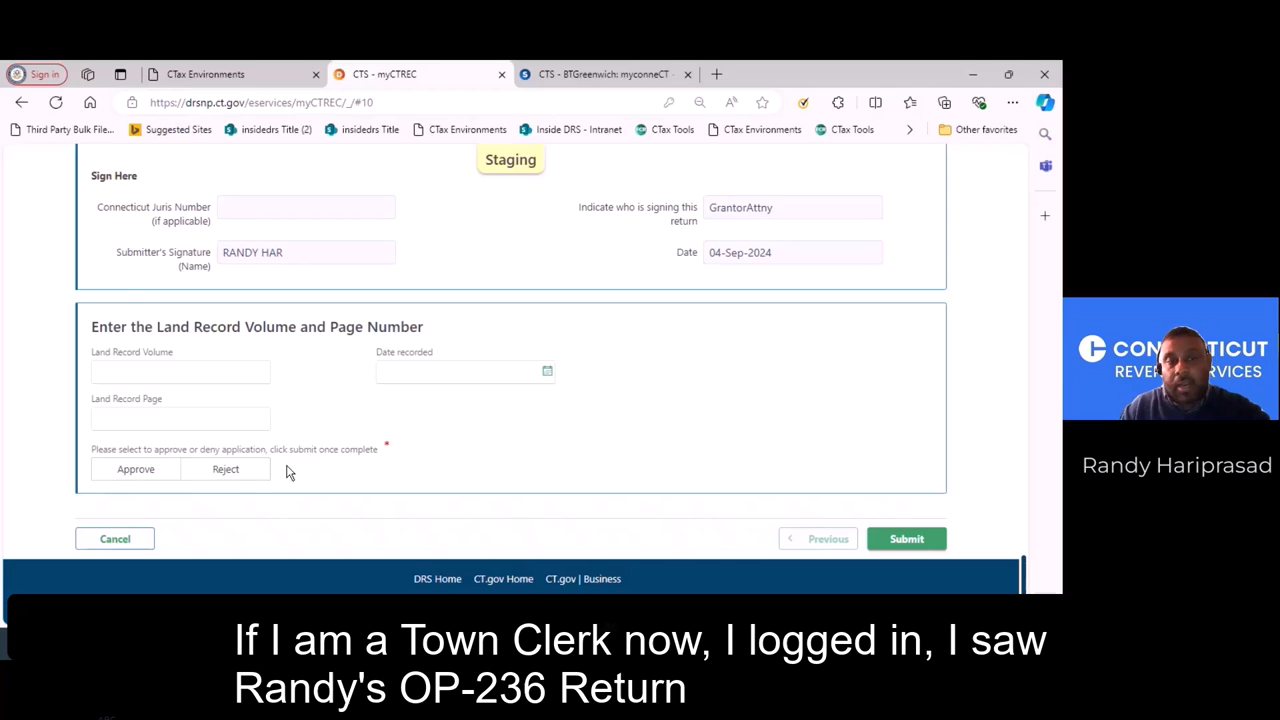 Sign in
CTax Environments
CTS - myCTREC
CTS - BTGreenwich: myconneCT -
https://drsnp.ct.gov/eservices/myCTREC/_/#10
Third Party Bulk File...
Suggested Sites
insidedrs Title (2)
insidedrs Title
CTax Environments
Inside DRS - Intranet
CTax Tools
CTax Environments
CTax Tools
Other favorites
Staging
Sign Here
Connecticut Juris Number
(if applicable)
Indicate who is signing this
return
GrantorAttny
Submitter's Signature
(Name)
RANDY HAR
Date
04-Sep-2024
Enter the Land Record Volume and Page Number
Land Record Volume
Date recorded
Land Record Page
Please select to approve or deny application, click submit once complete *
Approve
Reject
Cancel
Previous
Submit
DRS Home
CT.gov Home
CT.gov | Business
Randy Hariprasad
If I am a Town Clerk now, I logged in, I saw
Randy's OP-236 Return